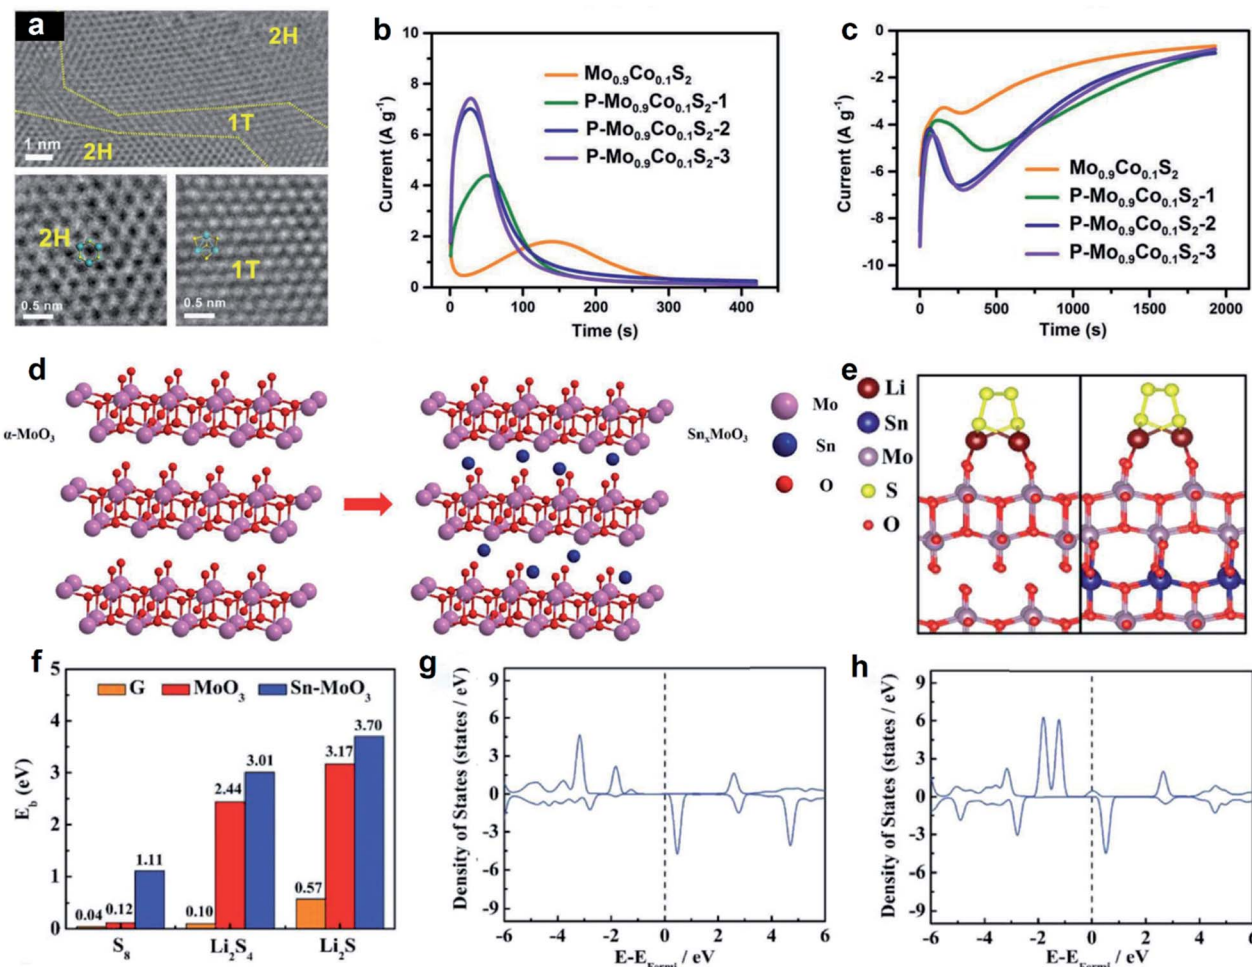 a
2H
1T
2H
1 nm
2H
0.5 nm
1T
0.5 nm
b
Current (A g⁻¹)
10
8
6
4
2
0
Mo₀.₉Co₀.₁S₂
P-Mo₀.₉Co₀.₁S₂-1
P-Mo₀.₉Co₀.₁S₂-2
P-Mo₀.₉Co₀.₁S₂-3
0 100 200 300 400
Time (s)
c
Current (A g⁻¹)
0
-2
-4
-6
-8
-10
Mo₀.₉Co₀.₁S₂
P-Mo₀.₉Co₀.₁S₂-1
P-Mo₀.₉Co₀.₁S₂-2
P-Mo₀.₉Co₀.₁S₂-3
0 500 1000 1500 2000
Time (s)
d
α-MoO₃
SnₓMoO₃
Mo
Sn
O
e
Li
Sn
Mo
S
O
f
E_b (eV)
5
4
3
2
1
0
G MoO₃ Sn-MoO₃
0.04 0.12 1.11
0.10 2.44 3.01
0.57 3.17 3.70
S₈ Li₂S₄ Li₂S
g
Density of States (states / eV)
9
6
3
0
-3
-6
-9
-6 -4 -2 0 2 4 6
E-E_Fermi / eV
h
Density of States (states / eV)
9
6
3
0
-3
-6
-9
-6 -4 -2 0 2 4 6
E-E_Fermi / eV